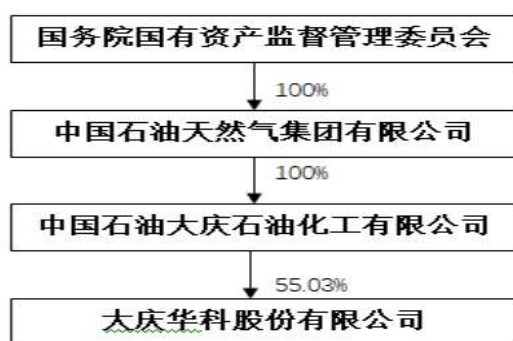 国务院国有资产监督管理委员会
100%
中国石油天然气集团有限公司
100%
中国石油大庆石油化工有限公司
55.03%
大庆华科股份有限公司